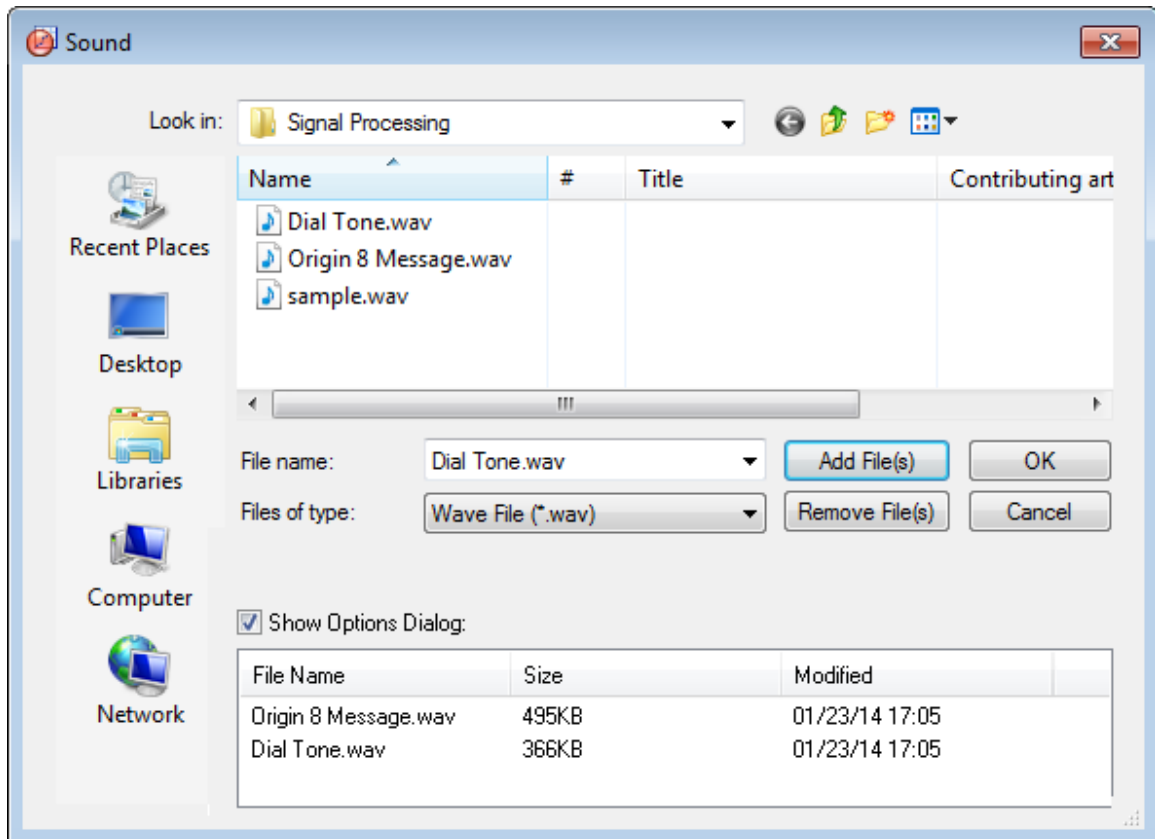 Sound
Look in: Signal Processing
Name # Title Contributing art
Dial Tone.wav
Origin 8 Message.wav
sample.wav
Recent Places
Desktop
Libraries
Computer
Network
File name: Dial Tone.wav Add File(s) OK
Files of type: Wave File (*.wav) Remove File(s) Cancel
Show Options Dialog:
File Name Size Modified
Origin 8 Message.wav 495KB 01/23/14 17:05
Dial Tone.wav 366KB 01/23/14 17:05